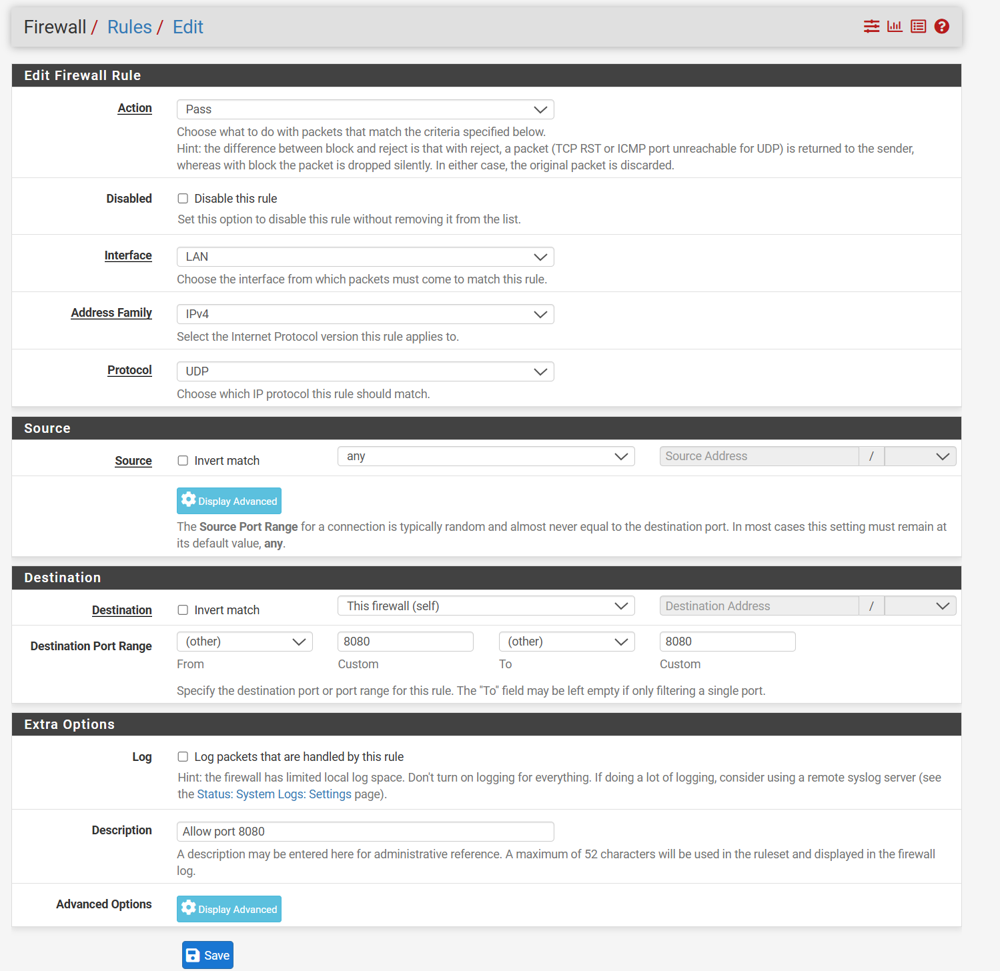 Firewall / Rules / Edit
Edit Firewall Rule
Action
Pass
Choose what to do with packets that match the criteria specified below.
Hint: the difference between block and reject is that with reject, a packet (TCP RST or ICMP port unreachable for UDP) is returned to the sender,
whereas with block the packet is dropped silently. In either case, the original packet is discarded.
Disabled
Disable this rule
Set this option to disable this rule without removing it from the list.
Interface
LAN
Choose the interface from which packets must come to match this rule.
Address Family
IPv4
Select the Internet Protocol version this rule applies to.
Protocol
UDP
Choose which IP protocol this rule should match.
Source
Source Invert match any Source Address /
Display Advanced
The Source Port Range for a connection is typically random and almost never equal to the destination port. In most cases this setting must remain at
its default value, any.
Destination
Destination Invert match This firewall (self) Destination Address /
Destination Port Range (other) 8080 (other) 8080
From Custom To Custom
Specify the destination port or port range for this rule. The "To" field may be left empty if only filtering a single port.
Extra Options
Log
Log packets that are handled by this rule
Hint: the firewall has limited local log space. Don't turn on logging for everything. If doing a lot of logging, consider using a remote syslog server (see
the Status: System Logs: Settings page).
Description
Allow port 8080
A description may be entered here for administrative reference. A maximum of 52 characters will be used in the ruleset and displayed in the firewall
log.
Advanced Options
Display Advanced
Save